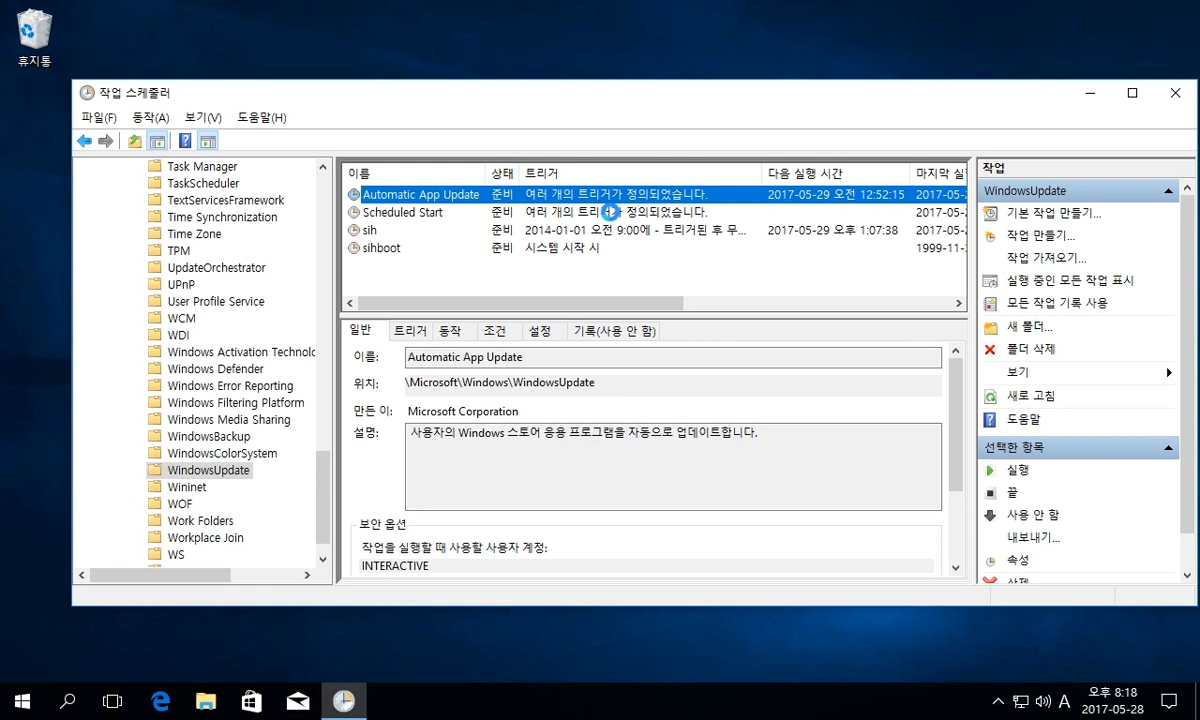 휴지통
작업 스케줄러
파일(F) 동작(A) 보기(V) 도움말(H)
Task Manager
TaskScheduler
TextServicesFramework
Time Synchronization
Time Zone
TPM
UpdateOrchestrator
UPnP
User Profile Service
WCM
WDI
Windows Activation Technolo
Windows Defender
Windows Error Reporting
Windows Filtering Platform
Windows Media Sharing
WindowsBackup
WindowsColorSystem
WindowsUpdate
Wininet
WOF
Work Folders
Workplace Join
WS
이름 상태 트리거 다음 실행 시간 마지막 실
Automatic App Update 준비 여러 개의 트리거가 정의되었습니다. 2017-05-29 오전 12:52:15 2017-05-
Scheduled Start 준비 여러 개의 트리거가 정의되었습니다. 2017-05-2
sih 준비 2014-01-01 오전 9:00에 - 트리거된 후 무... 2017-05-29 오후 1:07:38 2017-05-2
sihboot 준비 시스템 시작 시 1999-11-
일반 트리거 동작 조건 설정 기록(사용 안 함)
이름: Automatic App Update
위치: \Microsoft\Windows\WindowsUpdate
만든 이: Microsoft Corporation
설명: 사용자의 Windows 스토어 응용 프로그램을 자동으로 업데이트합니다.
보안 옵션
작업을 실행할 때 사용할 사용자 계정:
INTERACTIVE
작업
WindowsUpdate
기본 작업 만들기...
작업 만들기...
작업 가져오기...
실행 중인 모든 작업 표시
모든 작업 기록 사용
새 폴더...
폴더 삭제
보기
새로 고침
도움말
선택한 항목
실행
끝
사용 안 함
내보내기...
속성
삭제
A 오후 8:18
2017-05-28